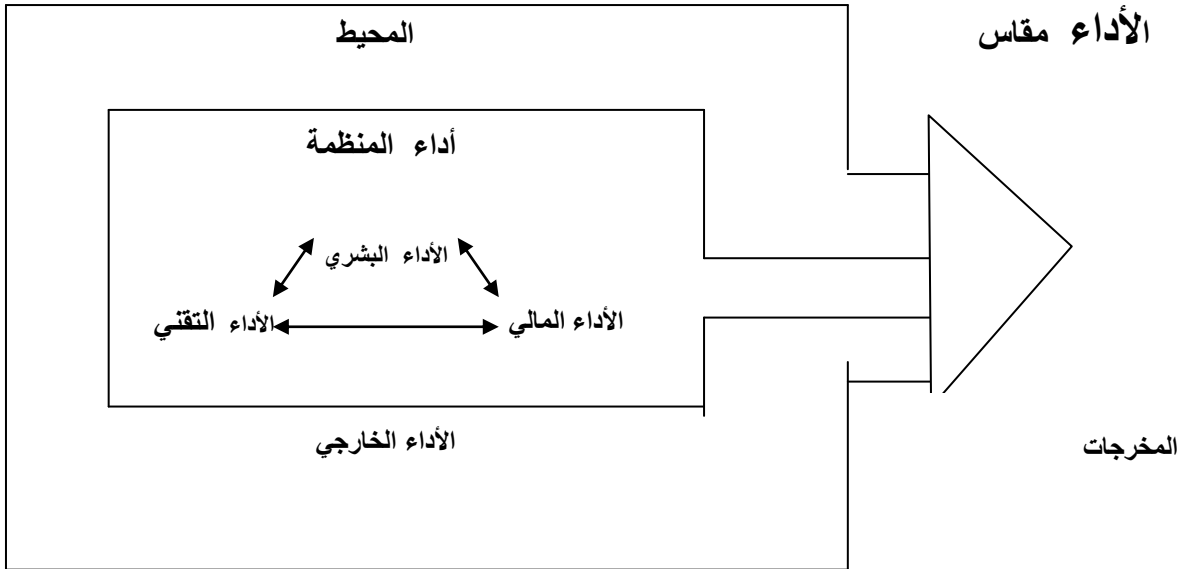 الأداء مقاس
المحيط
أداء المنظمة
الأداء البشري
الأداء المالي
الأداء التقني
الأداء الخارجي
المخرجات